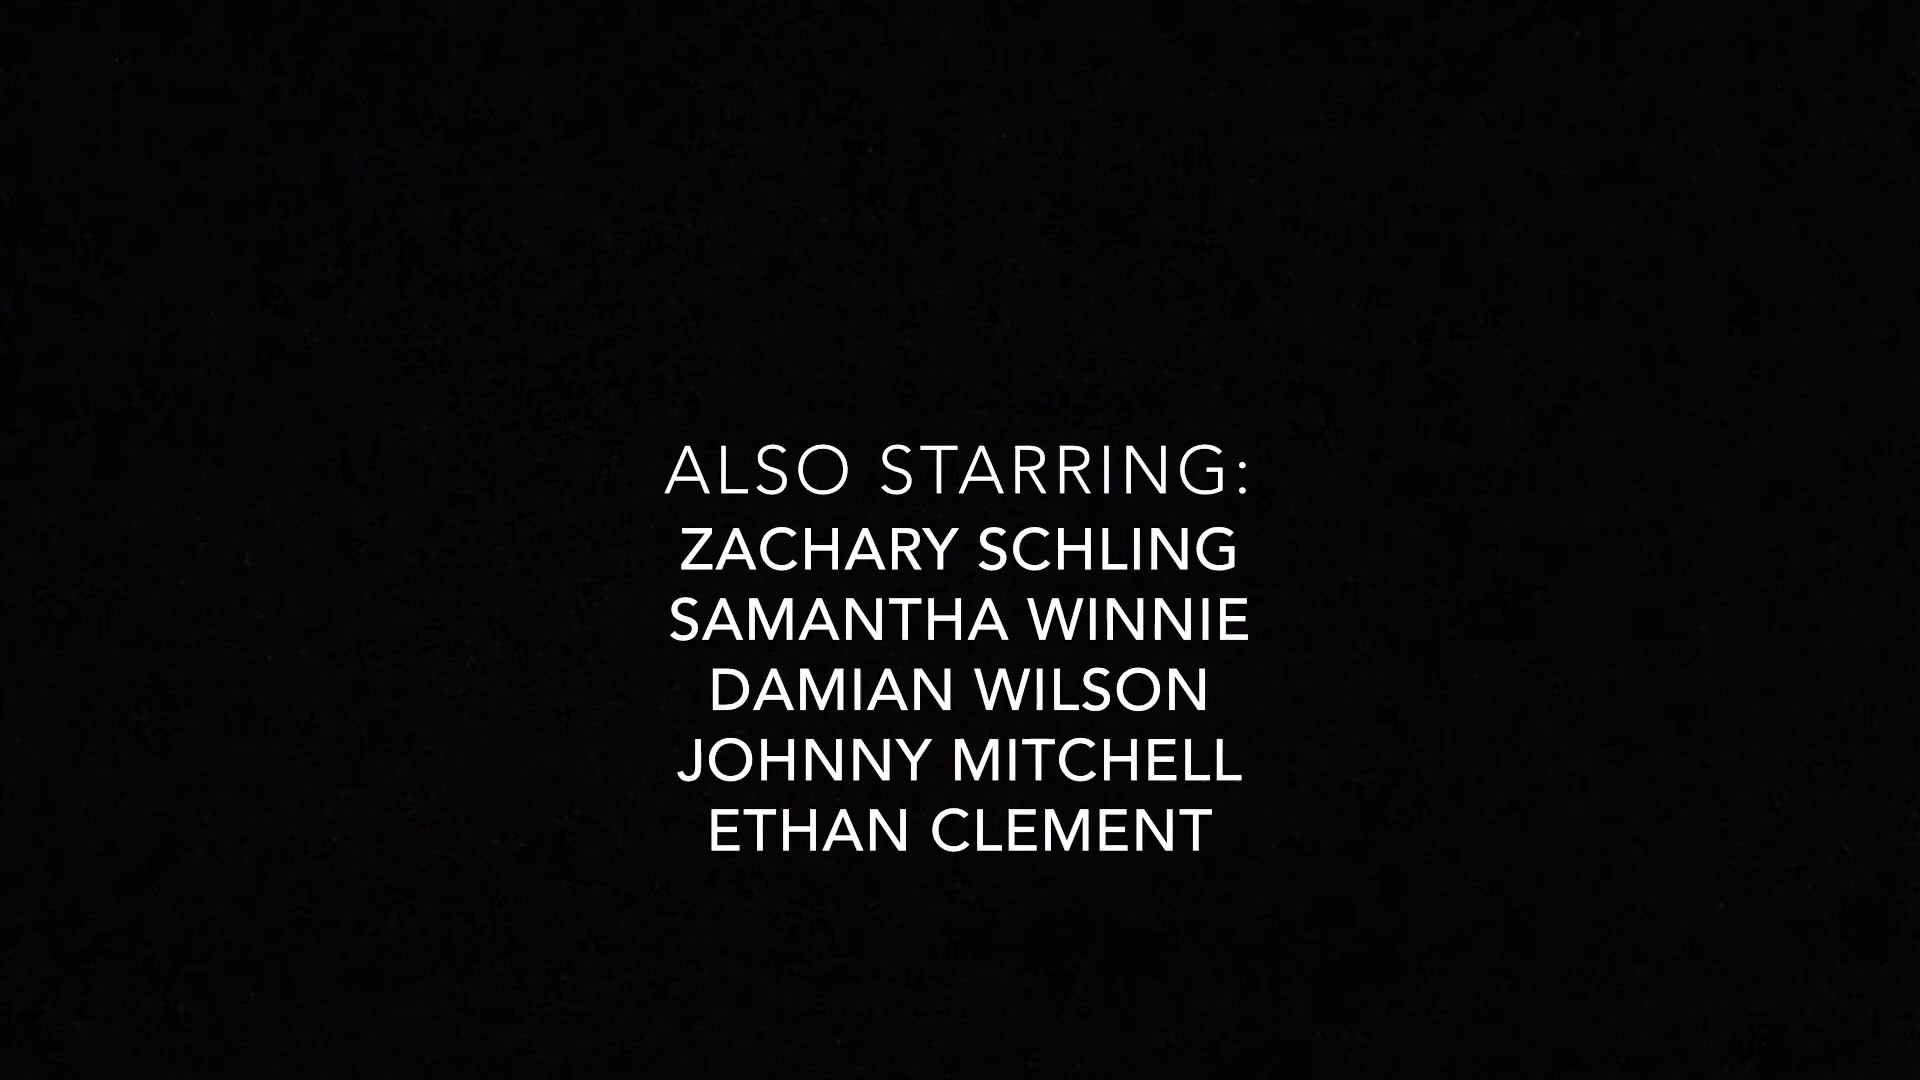 ALSO STARRING:
ZACHARY SCHLING
SAMANTHA WINNIE
DAMIAN WILSON
JOHNNY MITCHELL
ETHAN CLEMENT